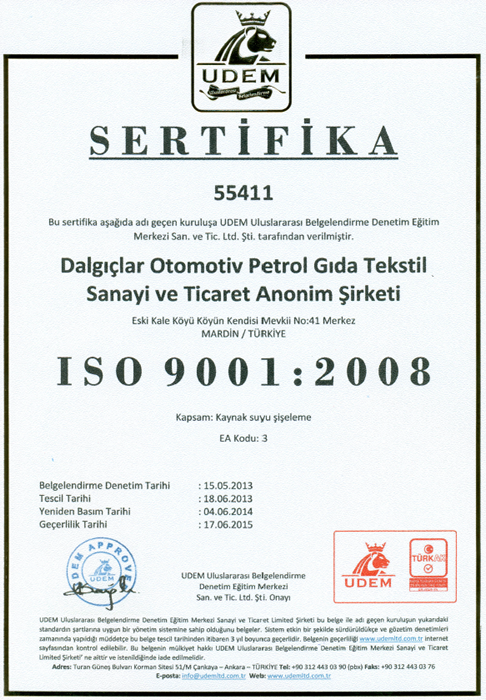 UDEM
Uluslararası Belgelendirme
SERTİFİKA
55411
Bu sertifika aşağıda adı geçen kuruluşa UDEM Uluslararası Belgelendirme Denetim Eğitim
Merkezi San. ve Tic. Ltd. Şti. tarafından verilmiştir.
Dalgıçlar Otomotiv Petrol Gıda Tekstil
Sanayi ve Ticaret Anonim Şirketi
Eski Kale Köyü Köyün Kendisi Mevkii No:41 Merkez
MARDİN / TÜRKİYE
ISO 9001:2008
Kapsam: Kaynak suyu şişeleme
EA Kodu: 3
Belgelendirme Denetim Tarihi : 15.05.2013
Tescil Tarihi : 18.06.2013
Yeniden Basım Tarihi : 04.06.2014
Geçerlilik Tarihi : 17.06.2015
UDEM APPROVE
UDEM
UDEM Uluslararası Belgelendirme
Denetim Eğitim Merkezi
San. ve Tic. Ltd. Şti. Onayı
UDEM
TÜRKAK
UDEM Uluslararası Belgelendirme Denetim Eğitim Merkezi Sanayi ve Ticaret Limited Şirketi bu belge ile adı geçen kuruluşun yukarıdaki
standardın şartlarına uygun bir yönetim sistemine sahip olduğunu belgeler. Sistem etkin bir şekilde sürdürüldükçe ve gözetim denetimleri
zamanında yapıldığı müddetçe bu belge tescil tarihinden itibaren 3 yıl boyunca geçerlidir. Belgenin geçerliliği www.udemltd.com.tr internet
sayfasından kontrol edilebilir. Bu belgenin mülkiyet hakkı UDEM Uluslararası Belgelendirme Denetim Eğitim Merkezi Sanayi ve Ticaret
Limited Şirketi' ne aittir ve istenildiğinde iade edilmelidir.
Adres: Turan Güneş Bulvarı Korman Sitesi 51/M Çankaya – Ankara – TÜRKİYE Tel: +90 312 443 03 90 (pbx) Faks: +90 312 443 03 76
E-posta: info@udemltd.com.tr Web: www.udemltd.com.tr